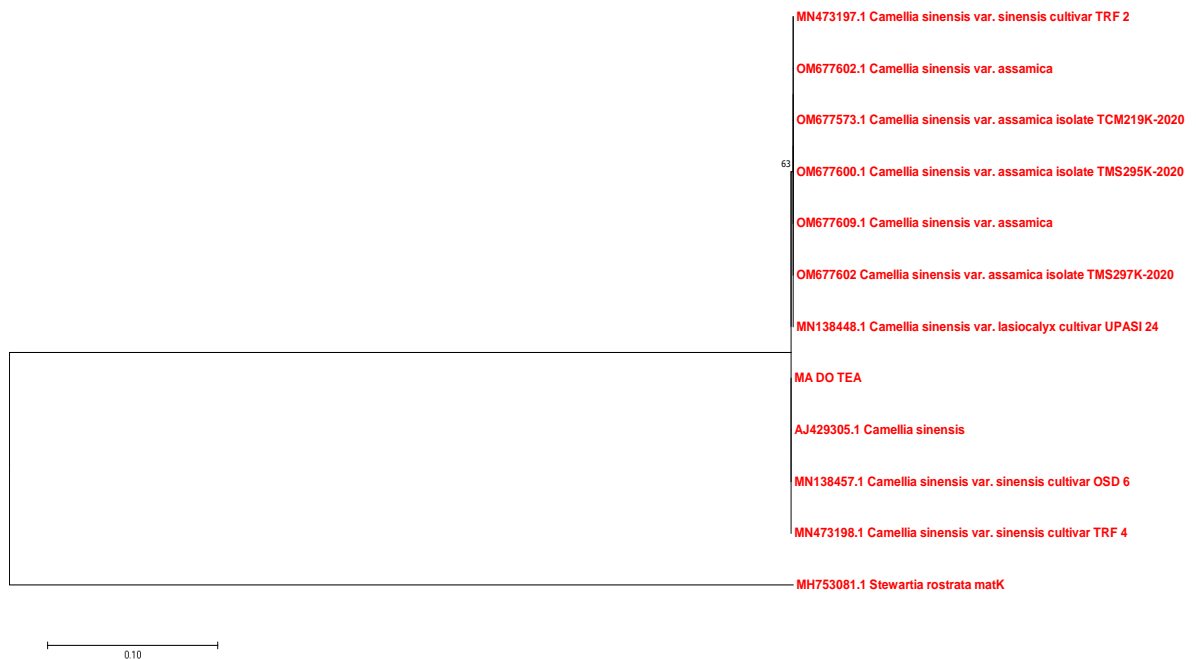 MN473197.1 Camellia sinensis var. sinensis cultivar TRF 2
OM677602.1 Camellia sinensis var. assamica
OM677573.1 Camellia sinensis var. assamica isolate TCM219K-2020
63
OM677600.1 Camellia sinensis var. assamica isolate TMS295K-2020
OM677609.1 Camellia sinensis var. assamica
OM677602 Camellia sinensis var. assamica isolate TMS297K-2020
MN138448.1 Camellia sinensis var. lasiocalyx cultivar UPASI 24
MA DO TEA
AJ429305.1 Camellia sinensis
MN138457.1 Camellia sinensis var. sinensis cultivar OSD 6
MN473198.1 Camellia sinensis var. sinensis cultivar TRF 4
MH753081.1 Stewartia rostrata matK
0.10